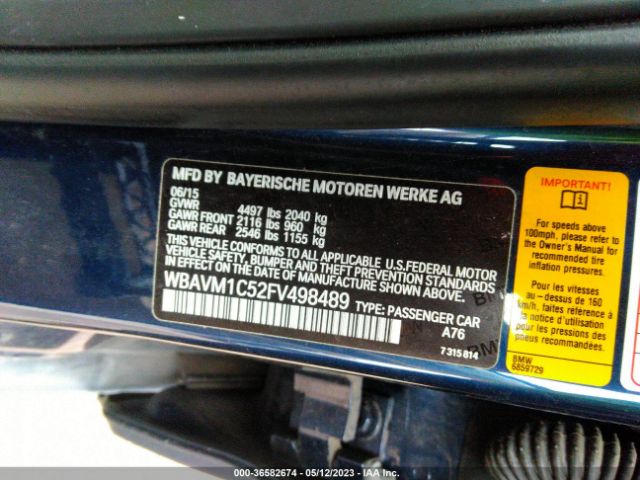 MFD BY BAYERISCHE MOTOREN WERKE AG
06/15
GVWR 4497 lbs 2040 kg
GAWR FRONT 2116 lbs 960 kg
GAWR REAR 2546 lbs 1155 kg
THIS VEHICLE CONFORMS TO ALL APPLICABLE U.S.FEDERAL MOTOR
VEHICLE SAFETY, BUMPER AND THEFT PREVENTION STANDARDS
IN EFFECT ON THE DATE OF MANUFACTURE SHOWN ABOVE
WBAVM1C52FV498489 TYPE: PASSENGER CAR
A76
7315814
BMW
BMW
IMPORTANT!
For speeds above
100mph, please refer to
the Owner's Manual for
recommended tire
inflation pressures.
Pour les vitesses
au-dessus de 160
km/h, faites référence à
la notice d'utilisation
pour les pressions des
pneus recommandées.
BMW
6859729
000-36582674 - 05/12/2023 - IAA Inc.